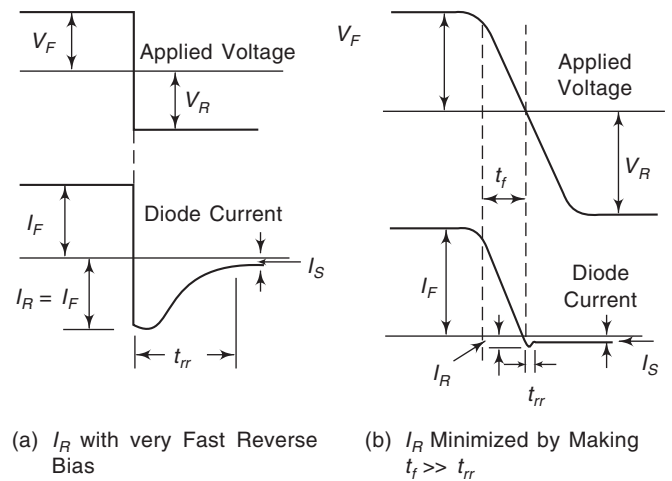 V_F
Applied Voltage
V_R
I_F
Diode Current
I_R = I_F
I_S
t_rr
(a) I_R with very Fast Reverse
Bias
V_F
Applied
Voltage
V_R
t_f
I_F
Diode
Current
I_R
I_S
t_rr
(b) I_R Minimized by Making
t_f >> t_rr